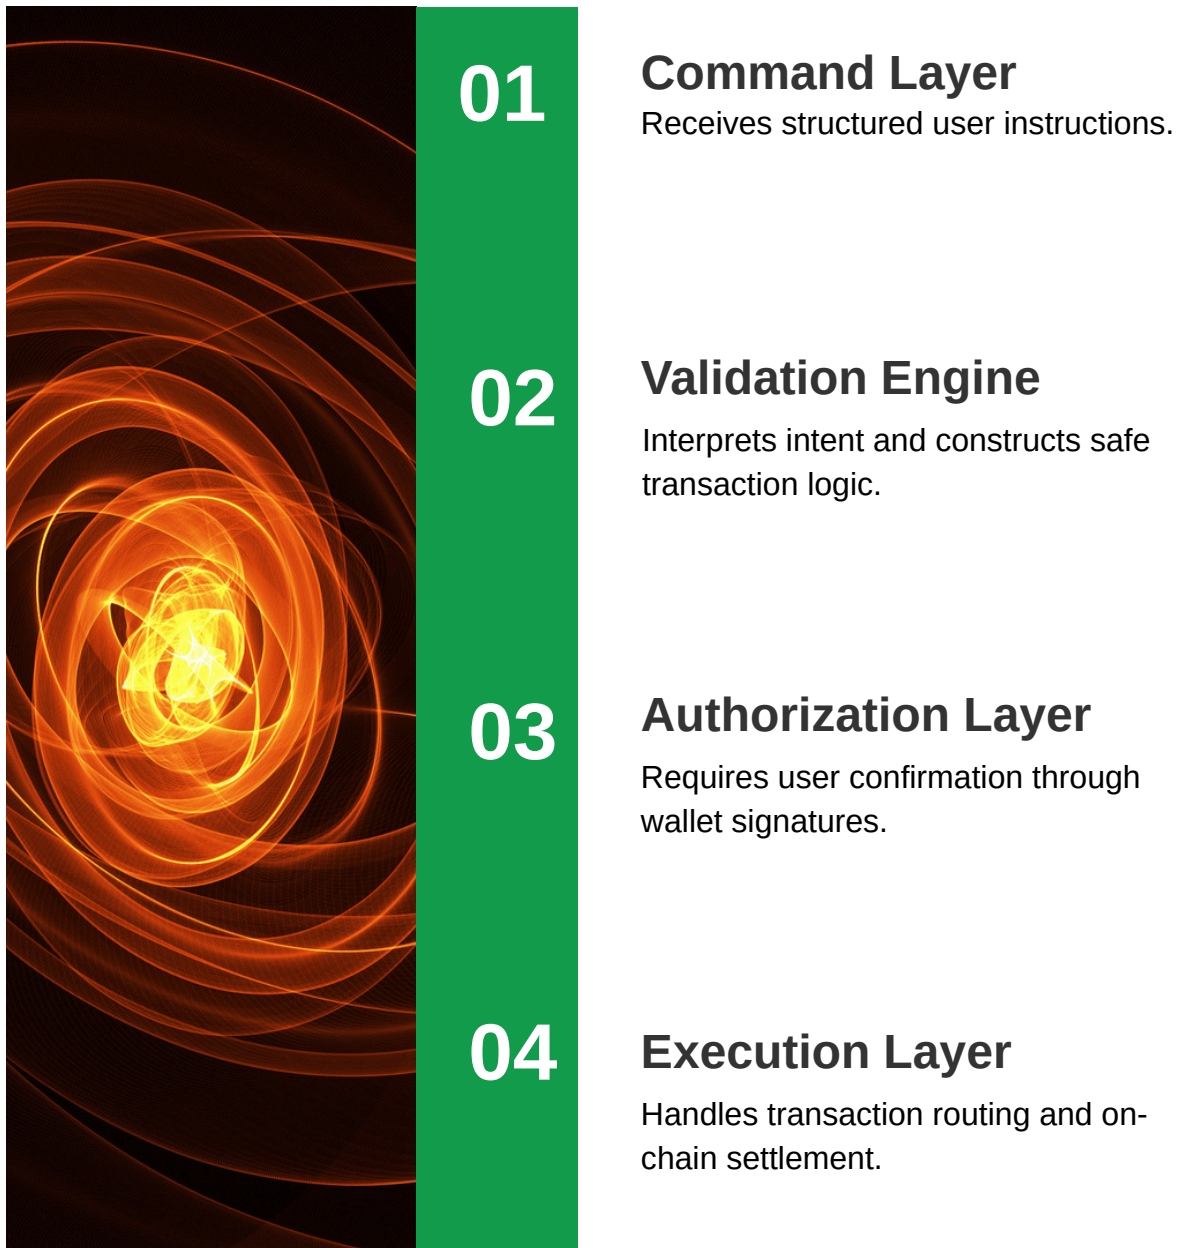 01
Command Layer
Receives structured user instructions.
02
Validation Engine
Interprets intent and constructs safe
transaction logic.
03
Authorization Layer
Requires user confirmation through
wallet signatures.
04
Execution Layer
Handles transaction routing and on-
chain settlement.